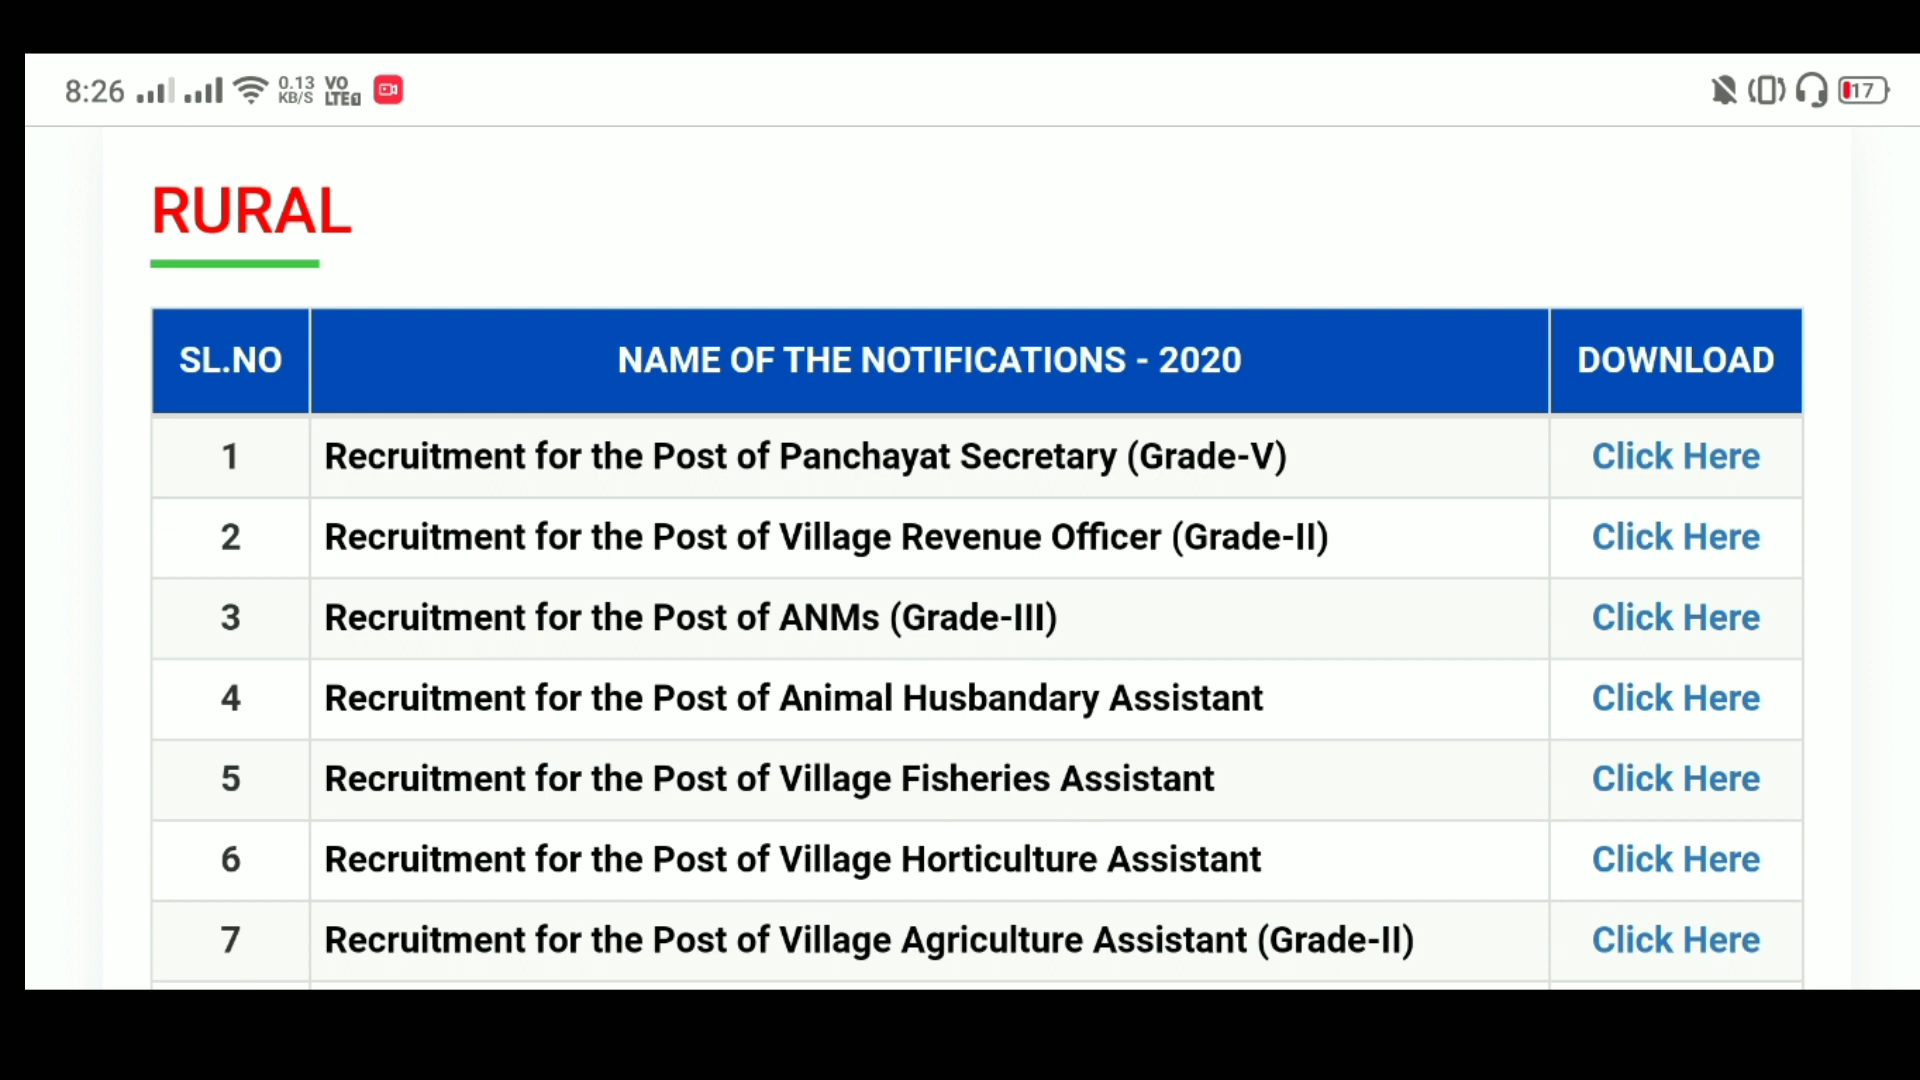 8:26 0.13 KB/S VO LTE 17
RURAL
SL.NO NAME OF THE NOTIFICATIONS - 2020 DOWNLOAD
1 Recruitment for the Post of Panchayat Secretary (Grade-V) Click Here
2 Recruitment for the Post of Village Revenue Officer (Grade-II) Click Here
3 Recruitment for the Post of ANMs (Grade-III) Click Here
4 Recruitment for the Post of Animal Husbandary Assistant Click Here
5 Recruitment for the Post of Village Fisheries Assistant Click Here
6 Recruitment for the Post of Village Horticulture Assistant Click Here
7 Recruitment for the Post of Village Agriculture Assistant (Grade-II) Click Here